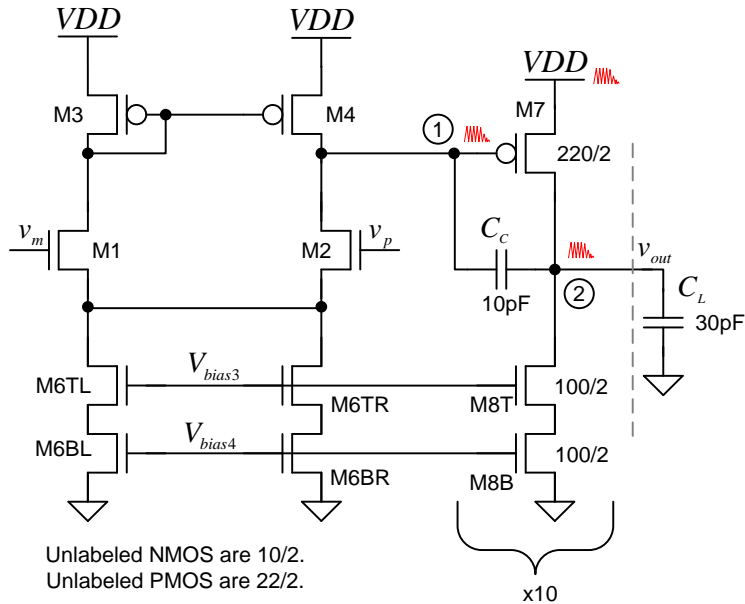 VDD
VDD
VDD
M7
M3
M4
1
220/2
v_m
M1
M2
v_p
C_C
10pF
2
v_out
C_L
30pF
M6TL
V_bias3
M6TR
M8T
100/2
M6BL
V_bias4
M6BR
M8B
100/2
Unlabeled NMOS are 10/2.
Unlabeled PMOS are 22/2.
x10